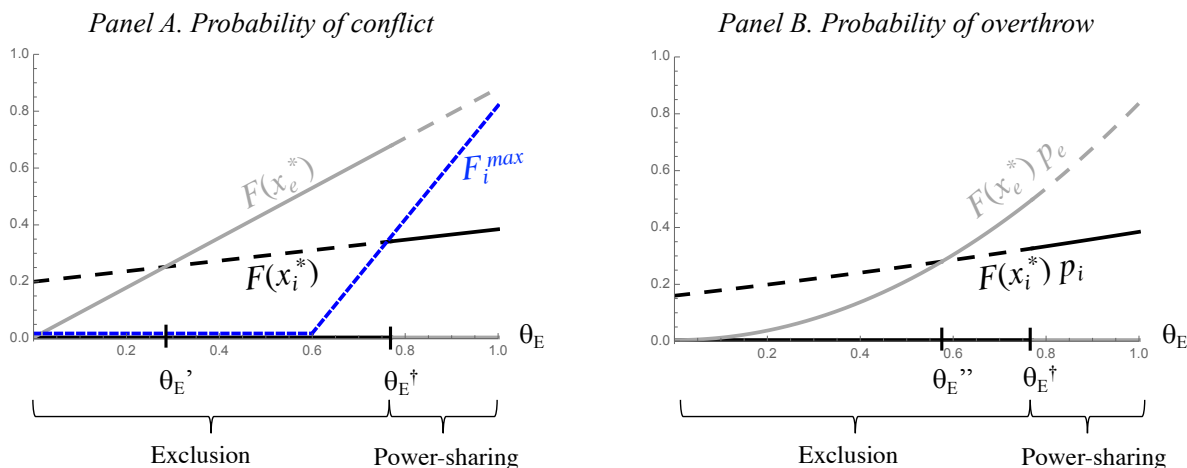 Panel A. Probability of conflict
1.0
0.8
0.6
0.4
0.2
0.0
0.2
0.4
0.6
0.8
1.0
F(x_e^*)
F_i^{max}
F(x_i^*)
θ_E
θ_E’
θ_E^†
Exclusion
Power-sharing
Panel B. Probability of overthrow
1.0
0.8
0.6
0.4
0.2
0.0
0.2
0.4
0.6
0.8
1.0
F(x_e^*) p_e
F(x_i^*) p_i
θ_E
θ_E’’
θ_E^†
Exclusion
Power-sharing